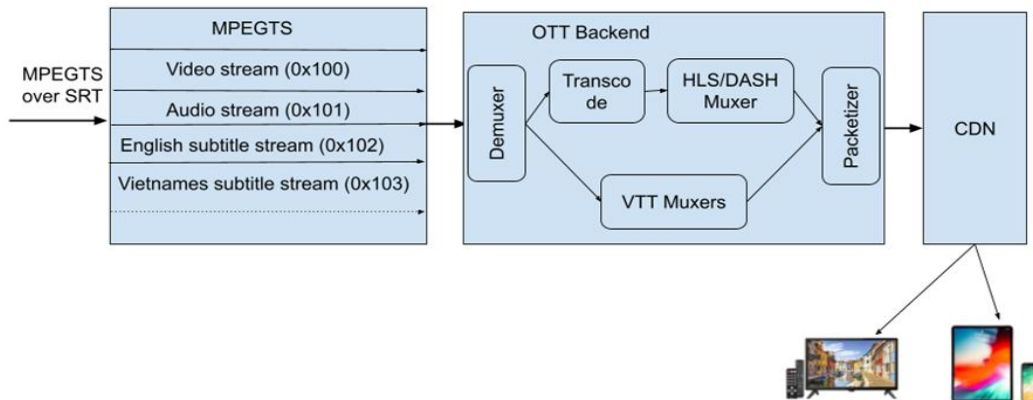 MPEGTS
over SRT
MPEGTS
Video stream (0x100)
Audio stream (0x101)
English subtitle stream (0x102)
Vietnames subtitle stream (0x103)
OTT Backend
Demuxer
Transco
de
HLS/DASH
Muxer
VTT Muxers
Packetizer
CDN